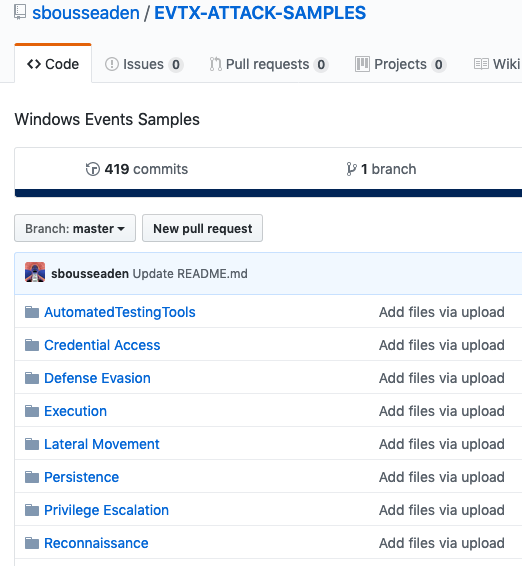 sbousseaden / EVTX-ATTACK-SAMPLES
Code Issues 0 Pull requests 0 Projects 0 Wiki
Windows Events Samples
419 commits 1 branch
Branch: master New pull request
sbousseaden Update README.md
AutomatedTestingTools Add files via upload
Credential Access Add files via upload
Defense Evasion Add files via upload
Execution Add files via upload
Lateral Movement Add files via upload
Persistence Add files via upload
Privilege Escalation Add files via upload
Reconnaissance Add files via upload